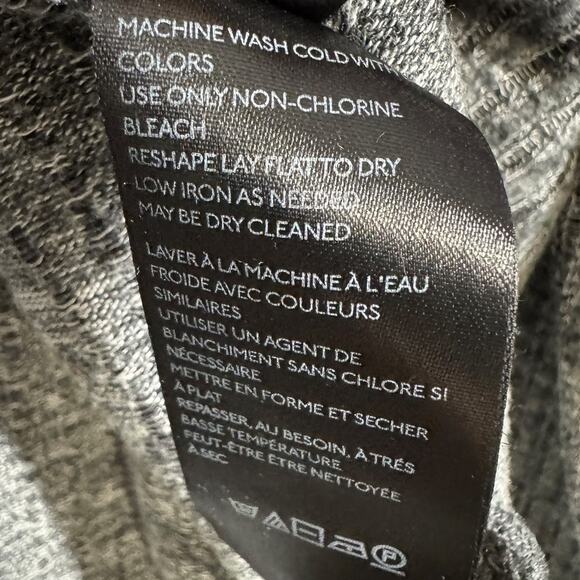 MACHINE WASH COLD WITH
COLORS
USE ONLY NON-CHLORINE
BLEACH
RESHAPE LAY FLAT TO DRY
LOW IRON AS NEEDED
MAY BE DRY CLEANED
LAVER À LA MACHINE À L'EAU
FROIDE AVEC COULEURS
SIMILAIRES
UTILISER UN AGENT DE
BLANCHIMENT SANS CHLORE SI
NÉCESSAIRE
METTRE EN FORME ET SECHER
À PLAT
REPASSER, AU BESOIN, À TRÉS
BASSE TEMPÉRATURE
PEUT-ÊTRE ÊTRE NETTOYÉE
À SEC
P